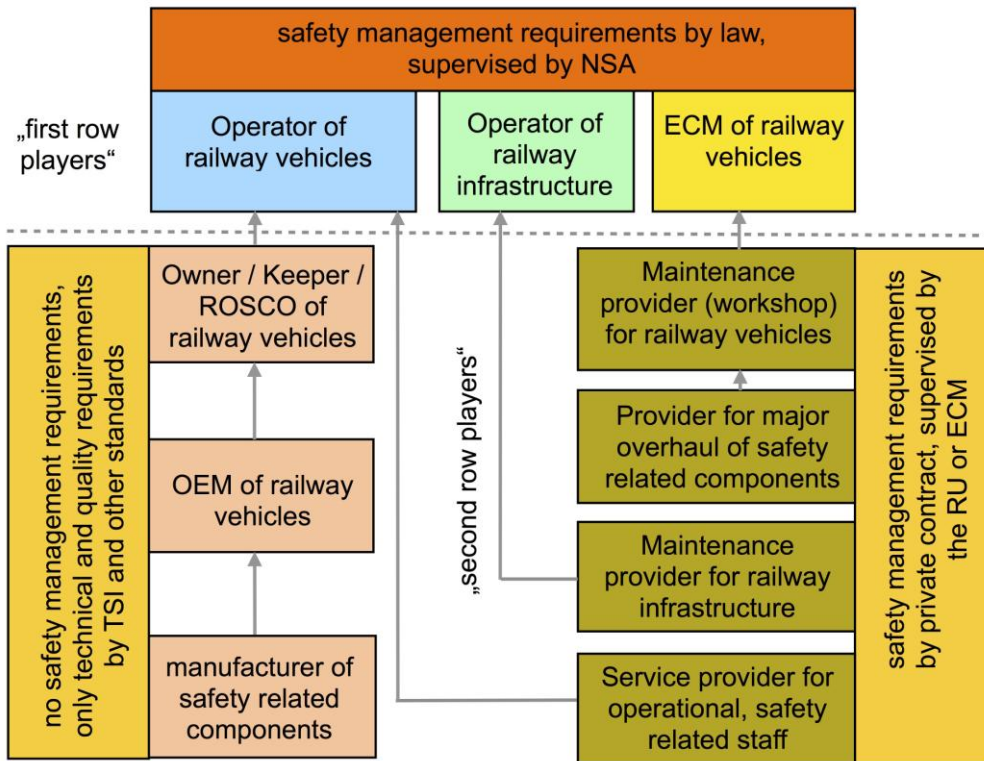 safety management requirements by law,
supervised by NSA
„first row
players“
Operator of
railway vehicles
Operator of
railway
infrastructure
ECM of railway
vehicles
no safety management requirements,
only technical and quality requirements
by TSI and other standards
Owner / Keeper /
ROSCO of
railway vehicles
OEM of railway
vehicles
manufacturer of
safety related
components
„second row players“
Maintenance
provider (workshop)
for railway vehicles
Provider for major
overhaul of safety
related components
Maintenance
provider for railway
infrastructure
Service provider for
operational, safety
related staff
safety management requirements
by private contract, supervised by
the RU or ECM